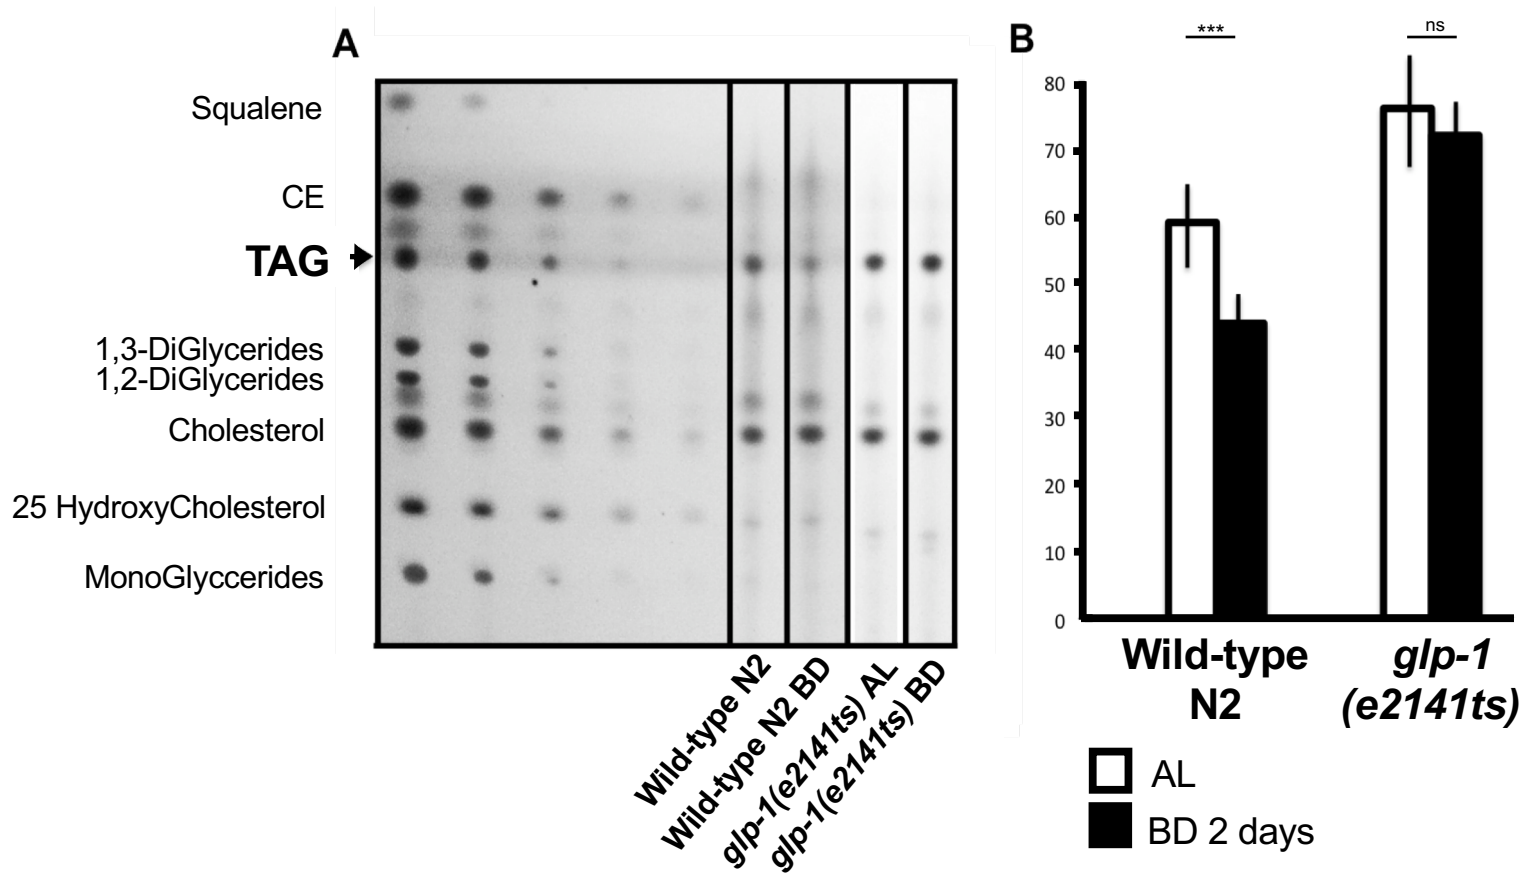 A
Squalene
CE
TAG
1,3-DiGlycerides
1,2-DiGlycerides
Cholesterol
25 HydroxyCholesterol
MonoGlyccerides
Wild-type N2
Wild-type N2 BD
glp-1(e2141ts) AL
glp-1(e2141ts) BD
B
***
ns
80
70
60
50
40
30
20
10
0
Wild-type
N2
glp-1
(e2141ts)
AL
BD 2 days